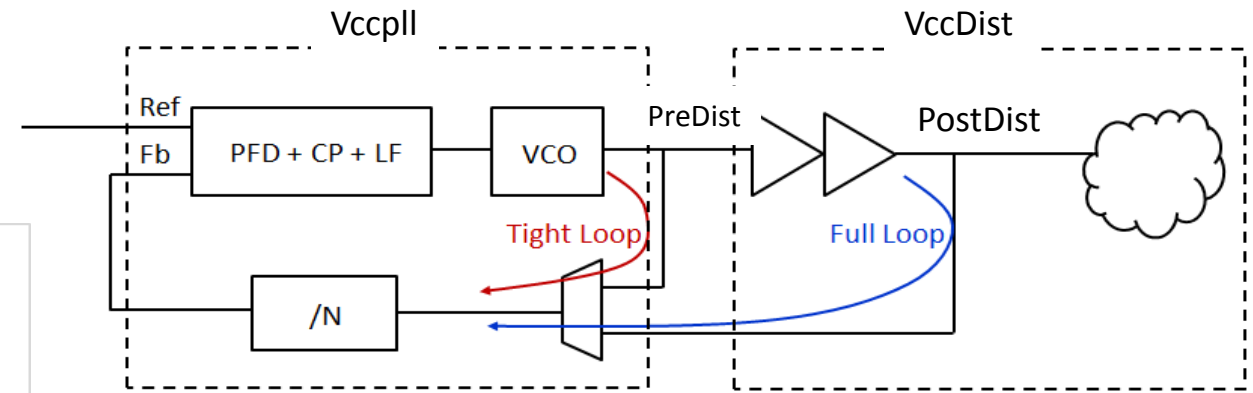 Vccpll
VccDist
Ref
Fb
PFD + CP + LF
VCO
PreDist
PostDist
Tight Loop
Full Loop
/N